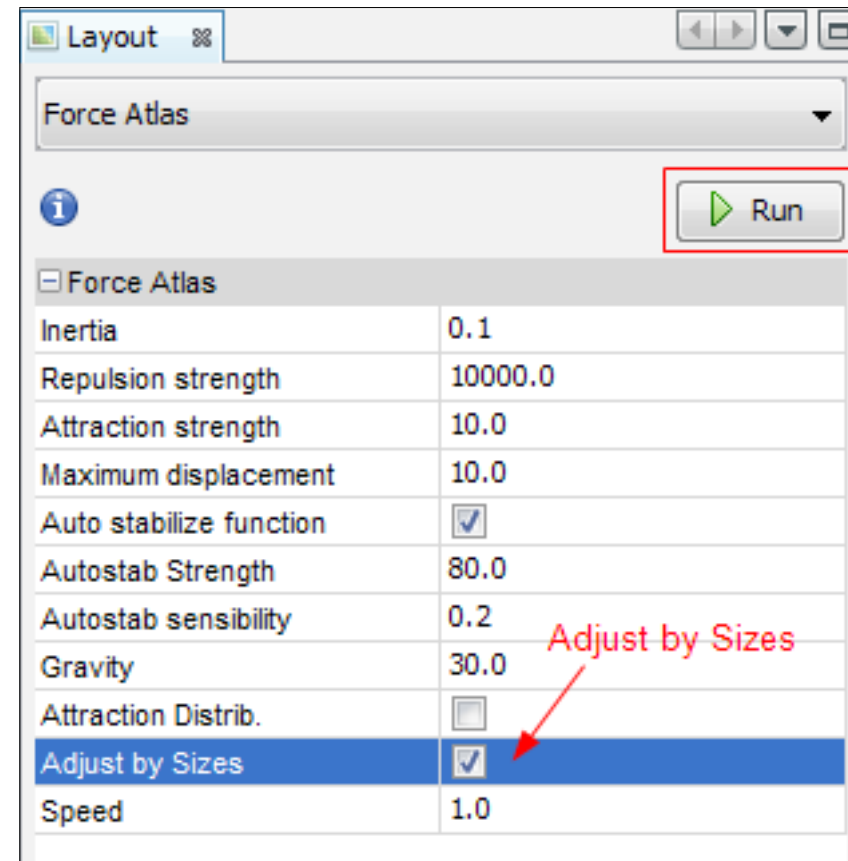 Layout
Force Atlas
Run
Force Atlas
Inertia 0.1
Repulsion strength 10000.0
Attraction strength 10.0
Maximum displacement 10.0
Auto stabilize function
Autostab Strength 80.0
Autostab sensibility 0.2
Adjust by Sizes
Gravity 30.0
Attraction Distrib.
Adjust by Sizes
Speed 1.0